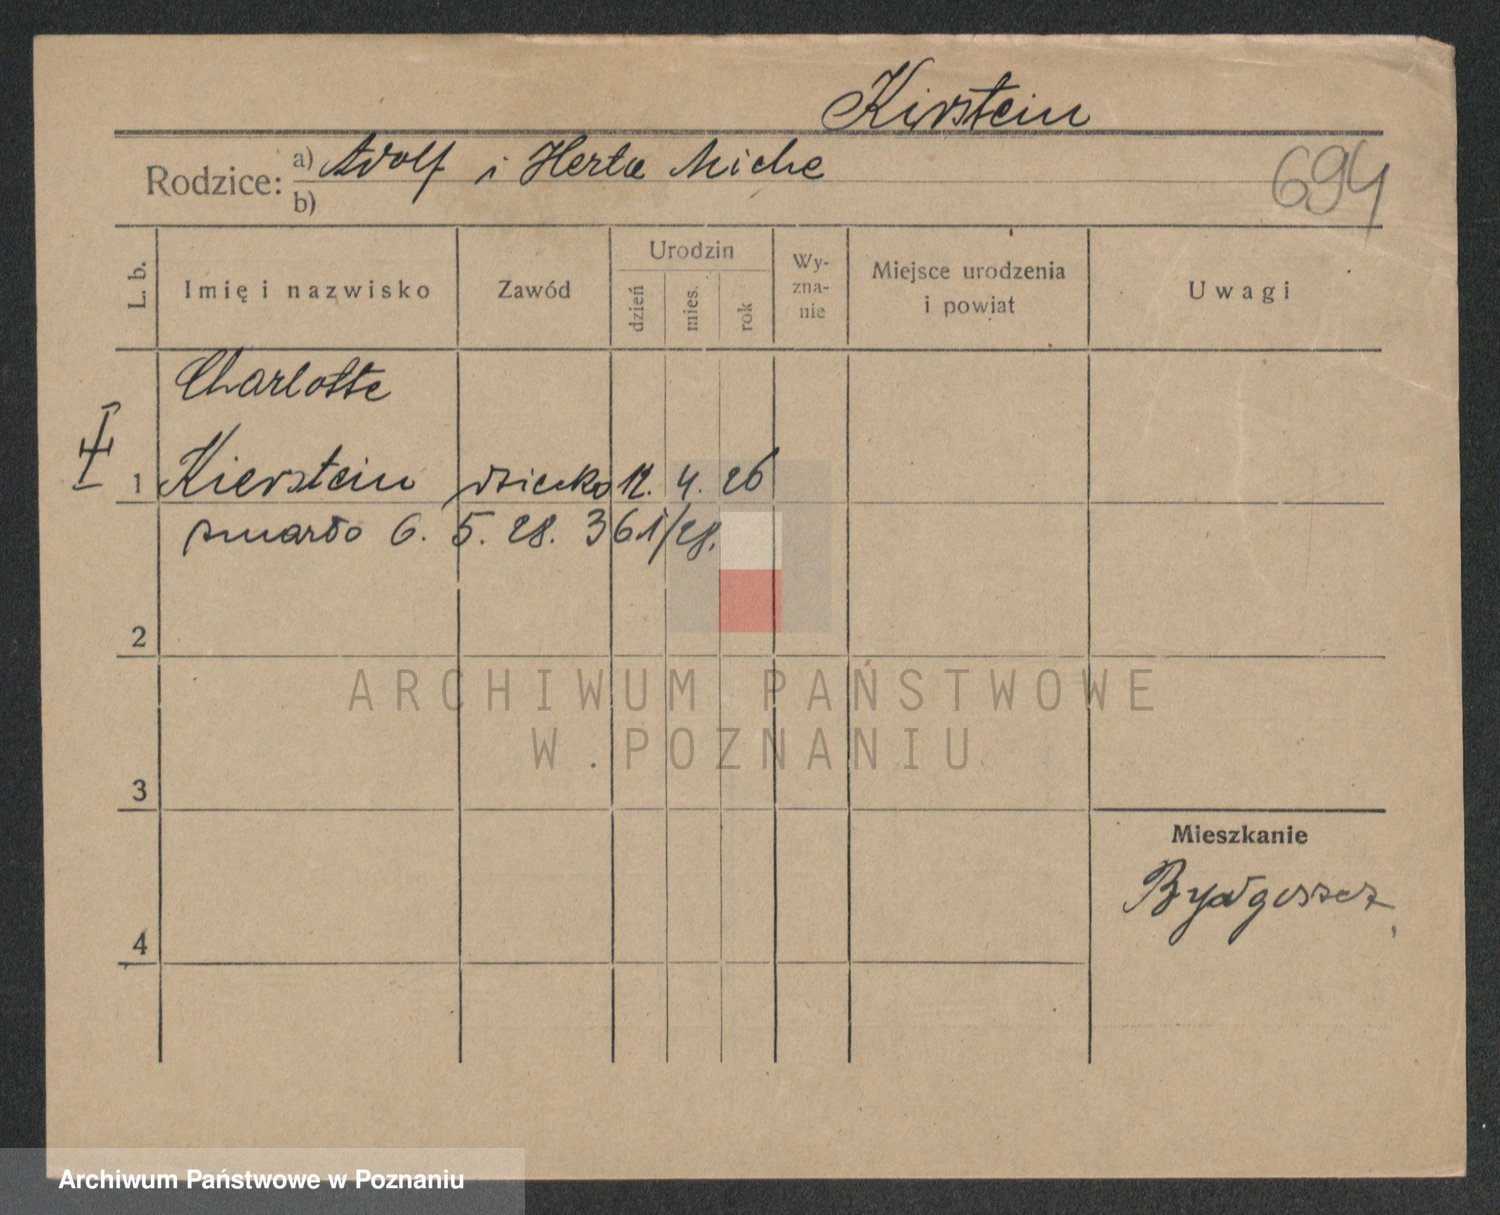 Kirstein
Rodzice: a) Adolf i Herta Miche
b)
694
L. b.
Imię i nazwisko
Zawód
Urodzin
dzień
mies.
rok
Wy-
zna-
nie
Miejsce urodzenia
i powiat
Uwagi
Charlotte
1 Kierstein dziecko 12. 4. 26
zmarło 6. 5. 28. 361/28.
2
3
4
Mieszkanie
Bydgoszcz
ARCHIWUM PAŃSTWOWE
W.POZNANIU
Archiwum Państwowe w Poznaniu